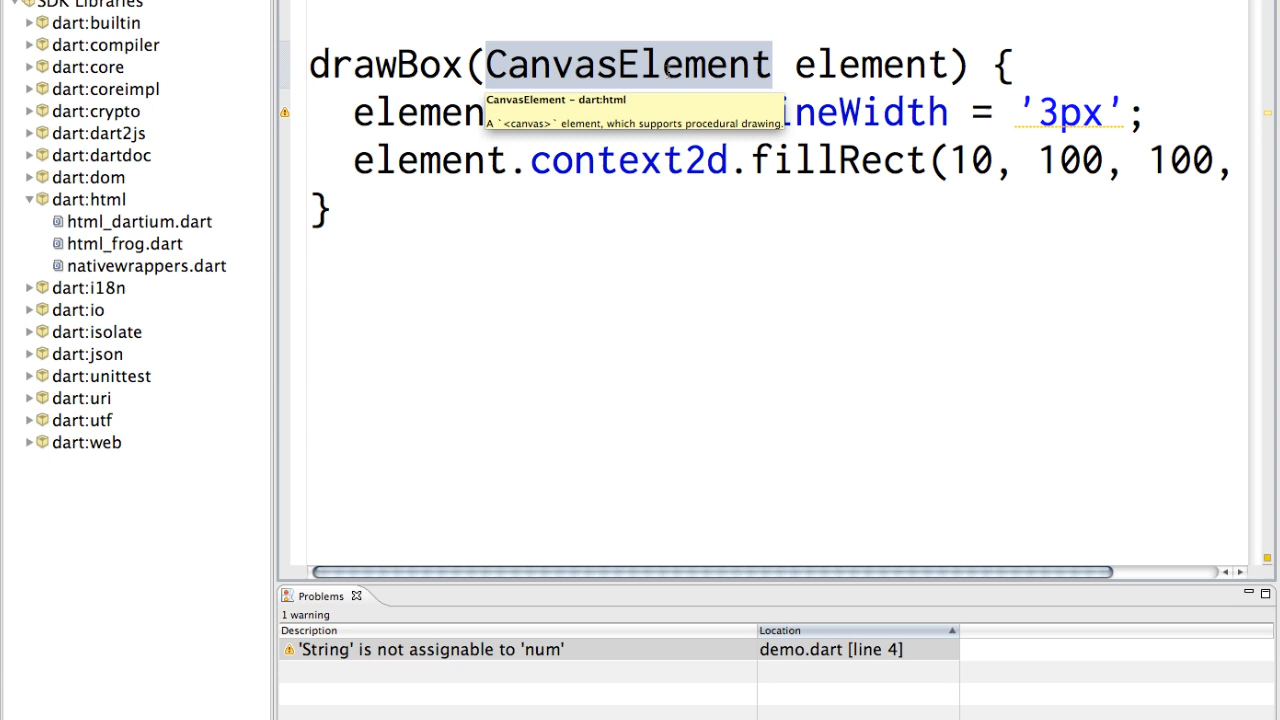 SDK Libraries
dart:builtin
dart:compiler
dart:core
dart:coreimpl
dart:crypto
dart:dart2js
dart:dartdoc
dart:dom
dart:html
html_dartium.dart
html_frog.dart
nativewrappers.dart
dart:i18n
dart:io
dart:isolate
dart:json
dart:unittest
dart:uri
dart:utf
dart:web
drawBox(CanvasElement element) {
elemen ineWidth = '3px';
CanvasElement - dart:html
A `<canvas>` element, which supports procedural drawing.
element.context2d.fillRect(10, 100, 100,
}
Problems
1 warning
Description Location
'String' is not assignable to 'num' demo.dart [line 4]